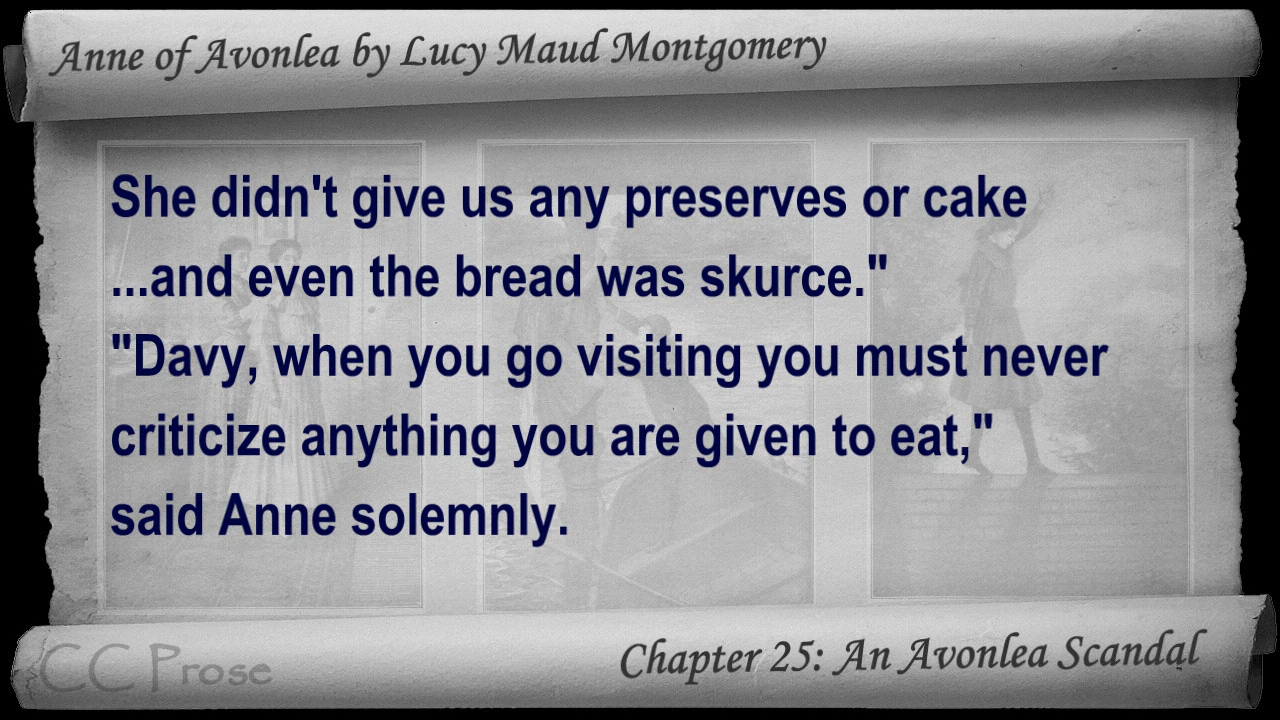 Anne of Avonlea by Lucy Maud Montgomery
She didn't give us any preserves or cake
...and even the bread was skurce."
"Davy, when you go visiting you must never
criticize anything you are given to eat,"
said Anne solemnly.
CC Prose
Chapter 25: An Avonlea Scandal